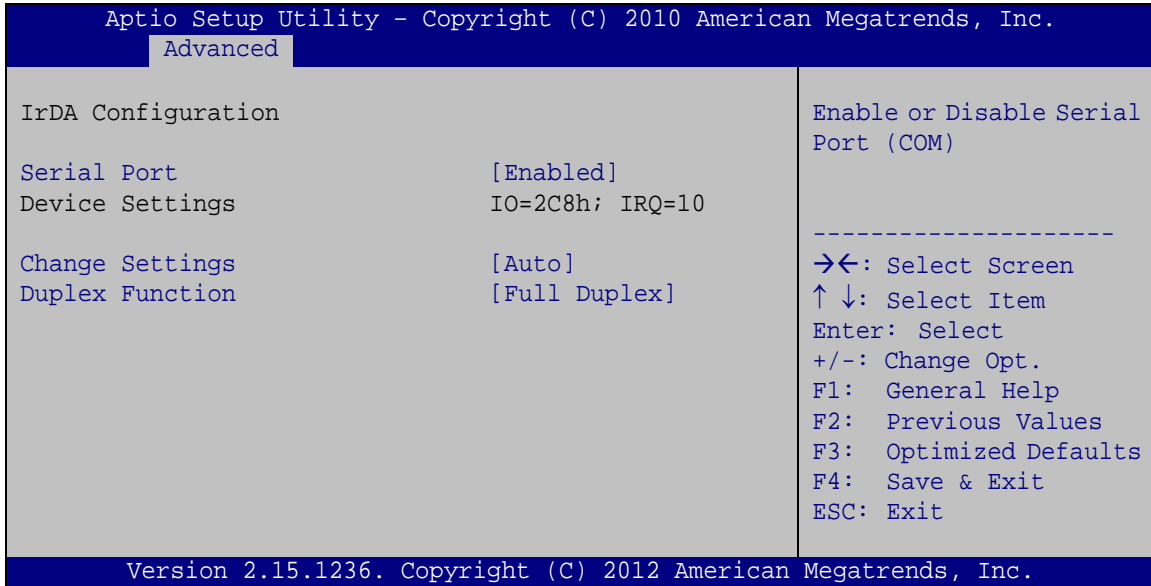 Aptio Setup Utility – Copyright (C) 2010 American Megatrends, Inc.
Advanced
IrDA Configuration
Serial Port [Enabled]
Device Settings IO=2C8h; IRQ=10
Change Settings [Auto]
Duplex Function [Full Duplex]
Enable or Disable Serial
Port (COM)
---------------------
→←: Select Screen
↑ ↓: Select Item
Enter: Select
+/-: Change Opt.
F1: General Help
F2: Previous Values
F3: Optimized Defaults
F4: Save & Exit
ESC: Exit
Version 2.15.1236. Copyright (C) 2012 American Megatrends, Inc.